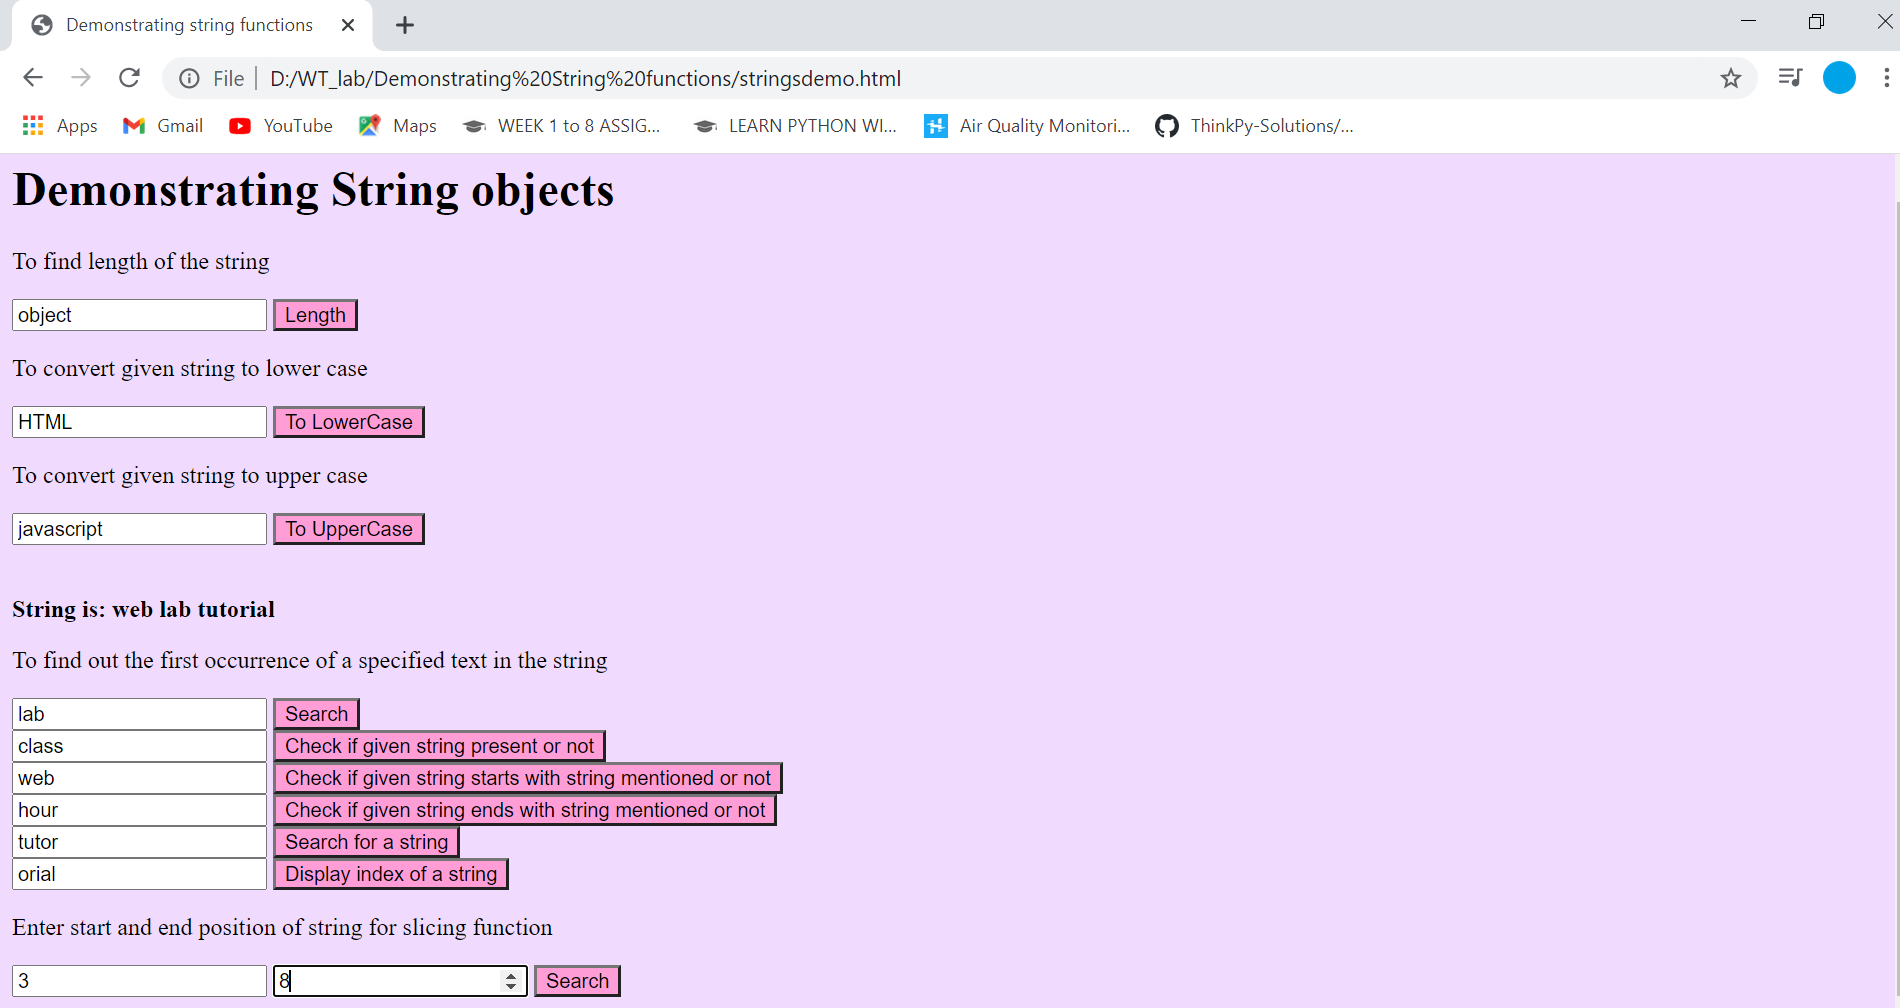 Demonstrating string functions
File D:/WT_lab/Demonstrating%20String%20functions/stringsdemo.html
Apps Gmail YouTube Maps WEEK 1 to 8 ASSIG... LEARN PYTHON WI... Air Quality Monitori... ThinkPy-Solutions/...
Demonstrating String objects
To find length of the string
object Length
To convert given string to lower case
HTML To LowerCase
To convert given string to upper case
javascript To UpperCase
String is: web lab tutorial
To find out the first occurrence of a specified text in the string
lab Search
class Check if given string present or not
web Check if given string starts with string mentioned or not
hour Check if given string ends with string mentioned or not
tutor Search for a string
orial Display index of a string
Enter start and end position of string for slicing function
3 8 Search